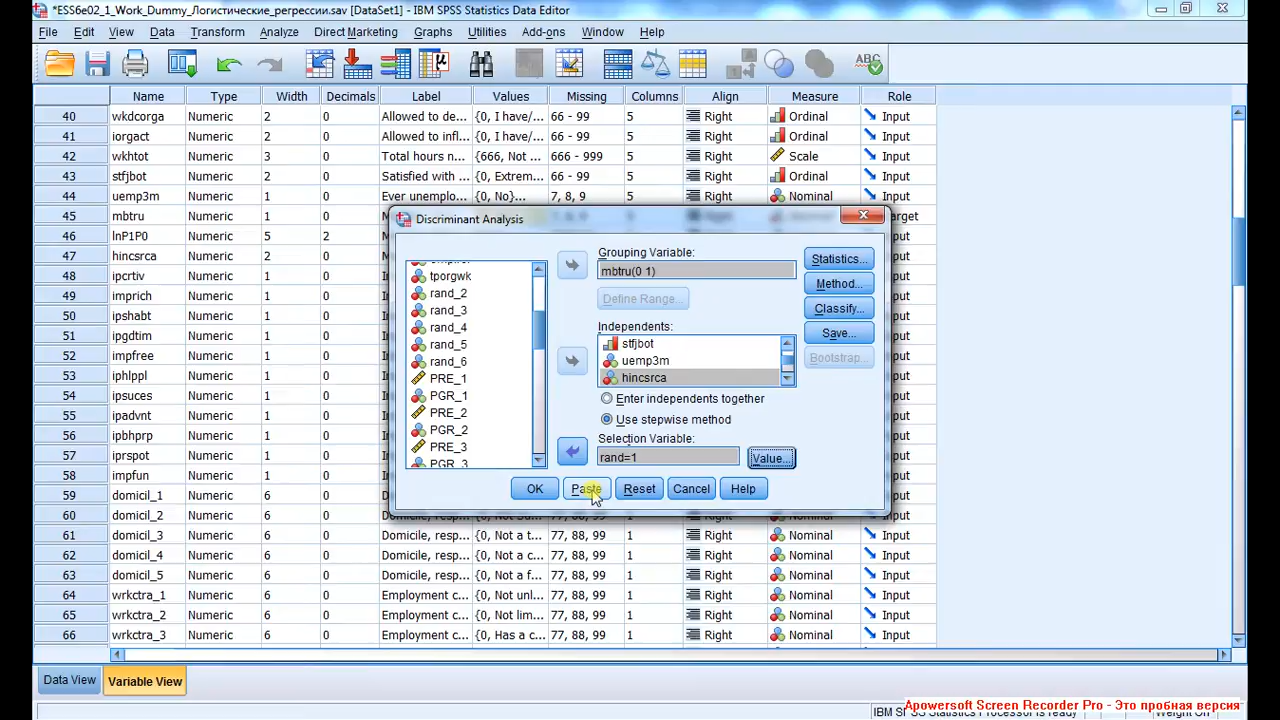 *ESS6e02_1_Work_Dummy_Логистические_регрессии.sav [DataSet1] - IBM SPSS Statistics Data Editor
File Edit View Data Transform Analyze Direct Marketing Graphs Utilities Add-ons Window Help
Name Type Width Decimals Label Values Missing Columns Align Measure Role
40 wkdcorga Numeric 2 0 Allowed to de... {0, I have/... 66 - 99 5 Right Ordinal Input
41 iorgact Numeric 2 0 Allowed to infl... {0, I have/... 66 - 99 5 Right Ordinal Input
42 wkhtot Numeric 3 0 Total hours n... {666, Not ... 666 - 999 5 Right Scale Input
43 stfjbot Numeric 2 0 Satisfied with ... {0, Extrem... 66 - 99 5 Right Ordinal Input
44 uemp3m Numeric 1 0 Ever unemplo... {0, No}... 7, 8, 9 5 Right Nominal Input
45 mbtru Numeric 1 0
46 lnP1P0 Numeric 5 2
47 hincsrca Numeric 2 0
48 ipcrtiv Numeric 1 0
49 imprich Numeric 1 0
50 ipshabt Numeric 1 0
51 ipgdtim Numeric 1 0
52 impfree Numeric 1 0
53 iphlppl Numeric 1 0
54 ipsuces Numeric 1 0
55 ipadvnt Numeric 1 0
56 ipbhprp Numeric 1 0
57 iprspot Numeric 1 0
58 impfun Numeric 1 0
59 domicil_1 Numeric 6 0
60 domicil_2 Numeric 6 0
61 domicil_3 Numeric 6 0 Domicile, resp... {0, Not a t... 77, 88, 99 1 Right Nominal Input
62 domicil_4 Numeric 6 0 Domicile, resp... {0, Not a c... 77, 88, 99 1 Right Nominal Input
63 domicil_5 Numeric 6 0 Domicile, resp... {0, Not a f... 77, 88, 99 1 Right Nominal Input
64 wrkctra_1 Numeric 6 0 Employment c... {0, Not unl... 77, 88, 99 1 Right Nominal Input
65 wrkctra_2 Numeric 6 0 Employment c... {0, Not lim... 77, 88, 99 1 Right Nominal Input
66 wrkctra_3 Numeric 6 0 Employment c... {0, Has a c... 77, 88, 99 1 Right Nominal Input
Discriminant Analysis
tporgwk
rand_2
rand_3
rand_4
rand_5
rand_6
PRE_1
PGR_1
PRE_2
PGR_2
PRE_3
PGR_3
Grouping Variable:
mbtru(0 1)
Define Range...
Independents:
stfjbot
uemp3m
hincsrca
Enter independents together
Use stepwise method
Selection Variable:
rand=1
Value...
Statistics...
Method...
Classify...
Save...
Bootstrap...
OK Paste Reset Cancel Help
Data View Variable View
Apowersoft Screen Recorder Pro - Это пробная версия